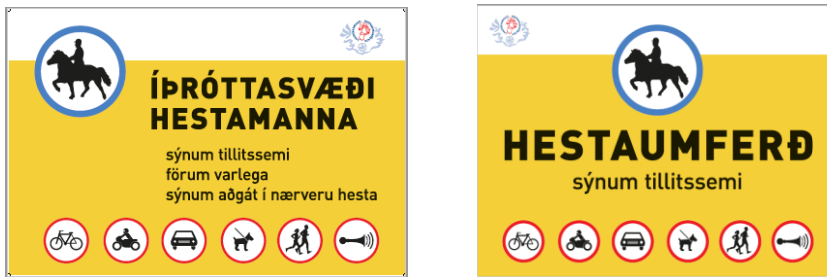 ÍÞRÓTTASVÆÐI
HESTAMANNA
sýnum tillitssemi
förum varlega
sýnum aðgát í nærveru hesta
HESTAUMFERÐ
sýnum tillitssemi